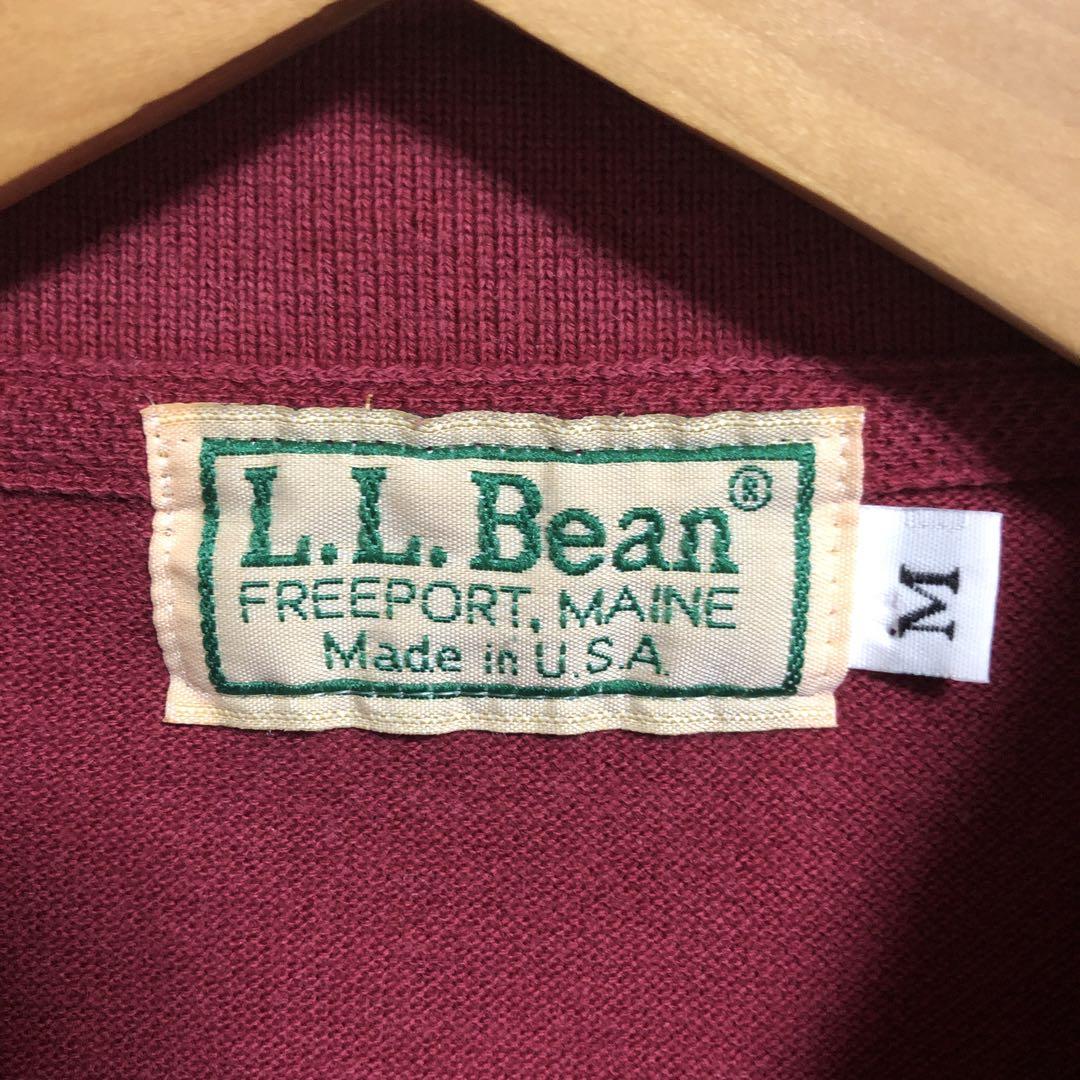 L.L.Bean®
FREEPORT, MAINE
Made in U.S.A.
M